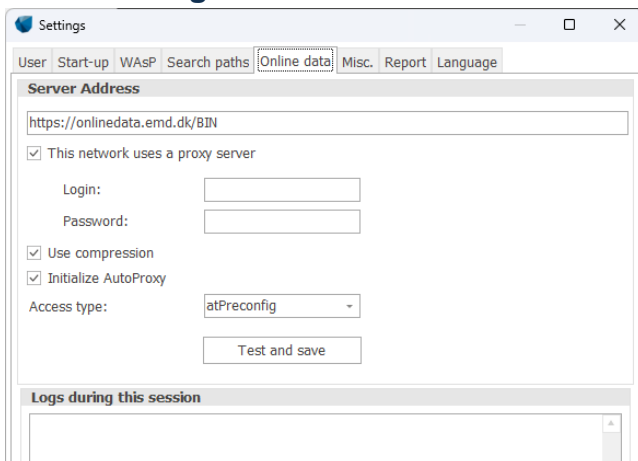 Settings
User Start-up WAsP Search paths Online data Misc. Report Language
Server Address
https://onlinedata.emd.dk/BIN
This network uses a proxy server
Login:
Password:
Use compression
Initialize AutoProxy
Access type: atPreconfig
Test and save
Logs during this session